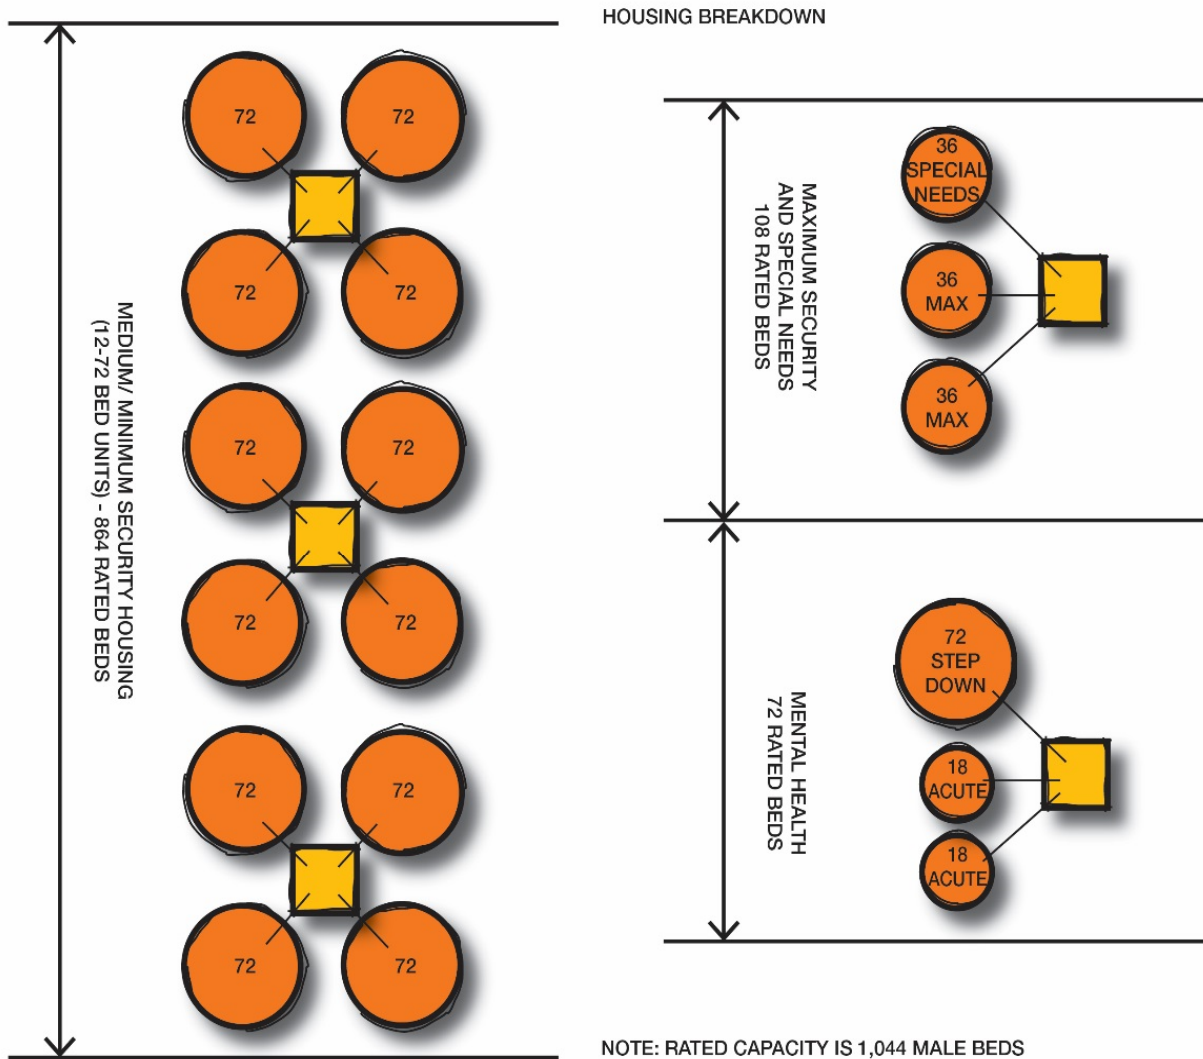 HOUSING BREAKDOWN
72
72
72
72
72
72
72
72
72
72
72
72
MEDIUM/ MINIMUM SECURITY HOUSING
(12-72 BED UNITS) - 864 RATED BEDS
36
SPECIAL
NEEDS
36
MAX
36
MAX
MAXIMUM SECURITY
AND SPECIAL NEEDS
108 RATED BEDS
72
STEP
DOWN
18
ACUTE
18
ACUTE
MENTAL HEALTH
72 RATED BEDS
NOTE: RATED CAPACITY IS 1,044 MALE BEDS